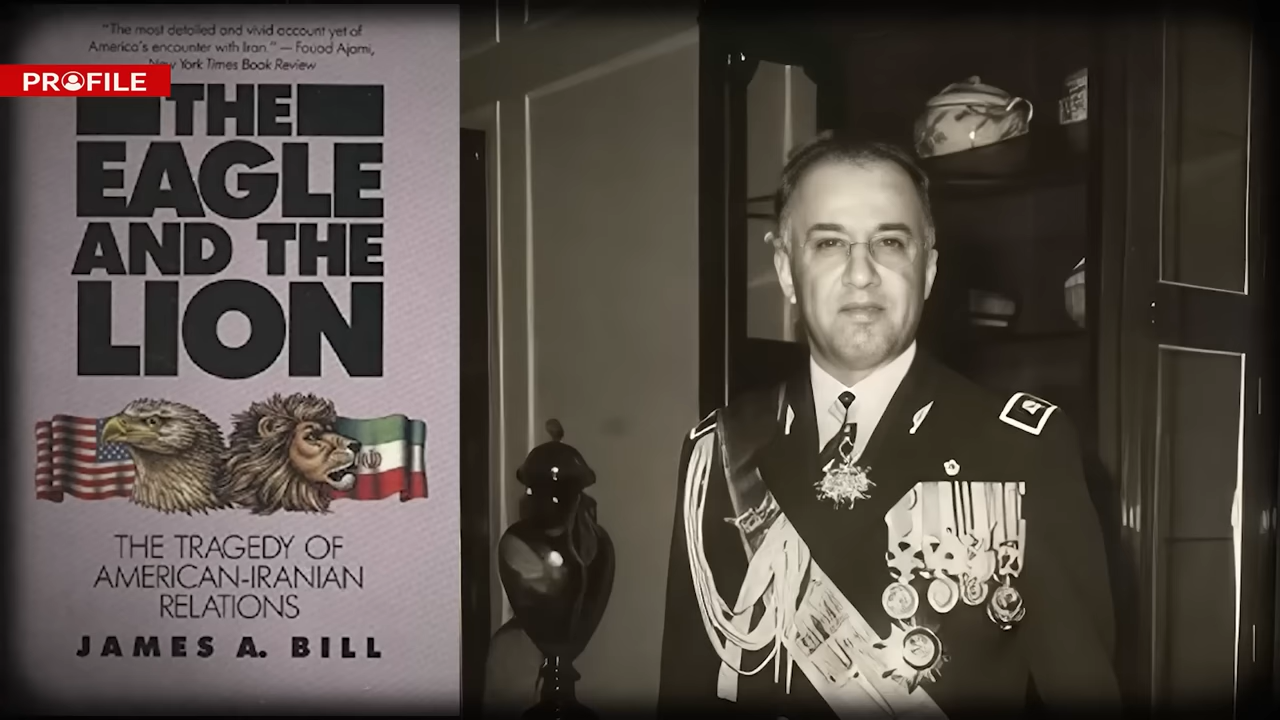 PROFILE
"The most detailed and vivid account yet of
America's encounter with Iran." — Fouad Ajami,
New York Times Book Review
THE
EAGLE
AND THE
LION
THE TRAGEDY OF
AMERICAN-IRANIAN
RELATIONS
JAMES A. BILL